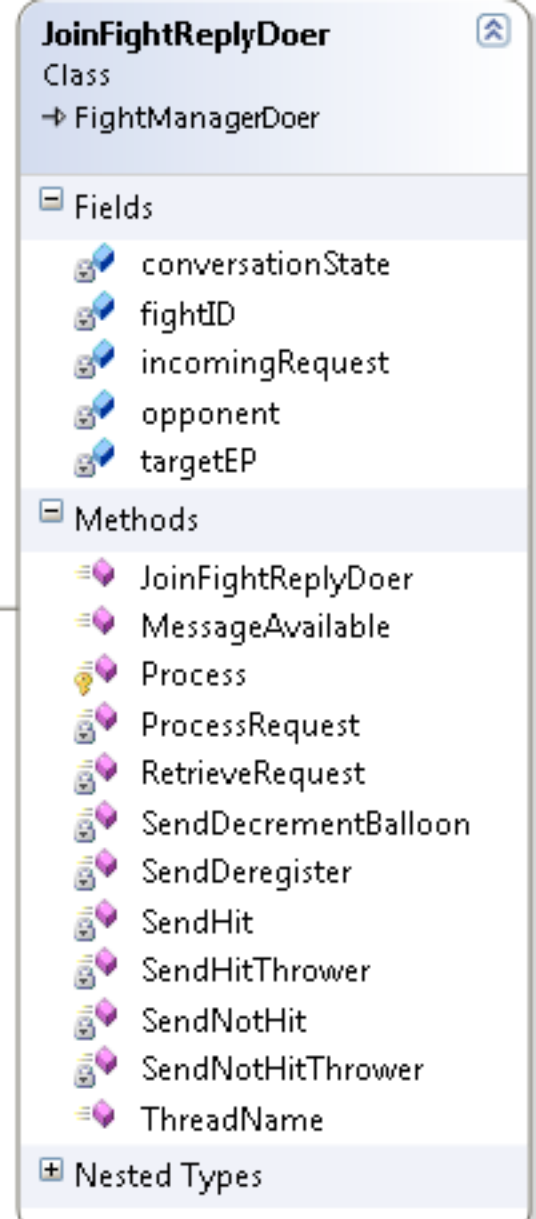 JoinFightReplyDoer
Class
FightManagerDoer
Fields
conversationState
fightID
incomingRequest
opponent
targetEP
Methods
JoinFightReplyDoer
MessageAvailable
Process
ProcessRequest
RetrieveRequest
SendDecrementBalloon
SendDeregister
SendHit
SendHitThrower
SendNotHit
SendNotHitThrower
ThreadName
Nested Types